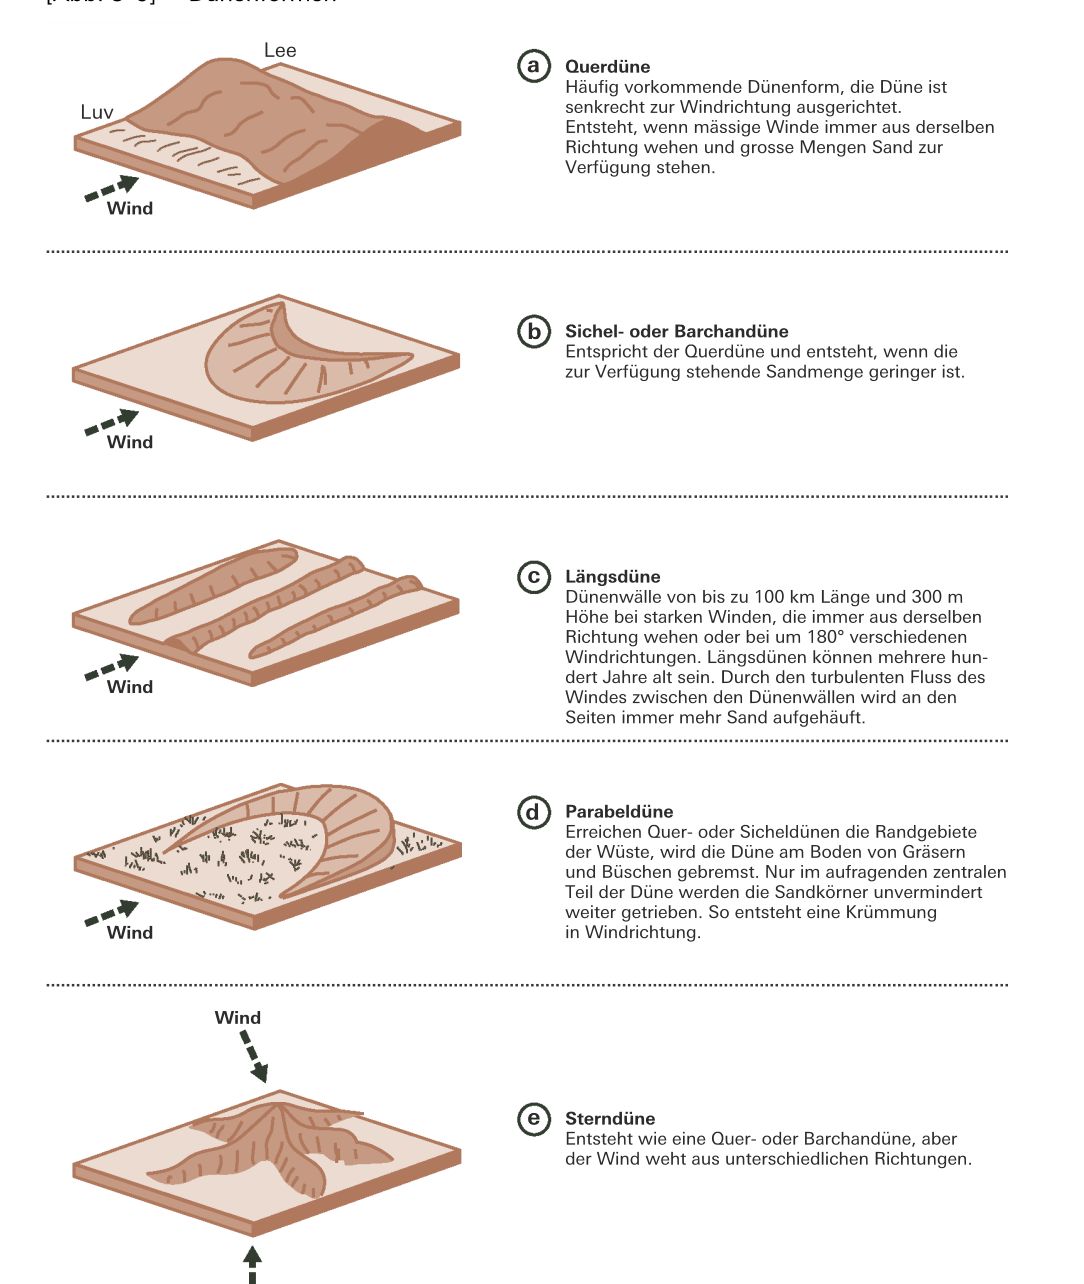 Lee
Luv
Wind
a Querdüne
Häufig vorkommende Dünenform, die Düne ist
senkrecht zur Windrichtung ausgerichtet.
Entsteht, wenn mässige Winde immer aus derselben
Richtung wehen und grosse Mengen Sand zur
Verfügung stehen.
Wind
b Sichel- oder Barchandüne
Entspricht der Querdüne und entsteht, wenn die
zur Verfügung stehende Sandmenge geringer ist.
Wind
c Längsdüne
Dünenwälle von bis zu 100 km Länge und 300 m
Höhe bei starken Winden, die immer aus derselben
Richtung wehen oder bei um 180° verschiedenen
Windrichtungen. Längsdünen können mehrere hun-
dert Jahre alt sein. Durch den turbulenten Fluss des
Windes zwischen den Dünenwällen wird an den
Seiten immer mehr Sand aufgehäuft.
Wind
d Parabeldüne
Erreichen Quer- oder Sicheldünen die Randgebiete
der Wüste, wird die Düne am Boden von Gräsern
und Büschen gebremst. Nur im aufragenden zentralen
Teil der Düne werden die Sandkörner unvermindert
weiter getrieben. So entsteht eine Krümmung
in Windrichtung.
Wind
e Sterndüne
Entsteht wie eine Quer- oder Barchandüne, aber
der Wind weht aus unterschiedlichen Richtungen.